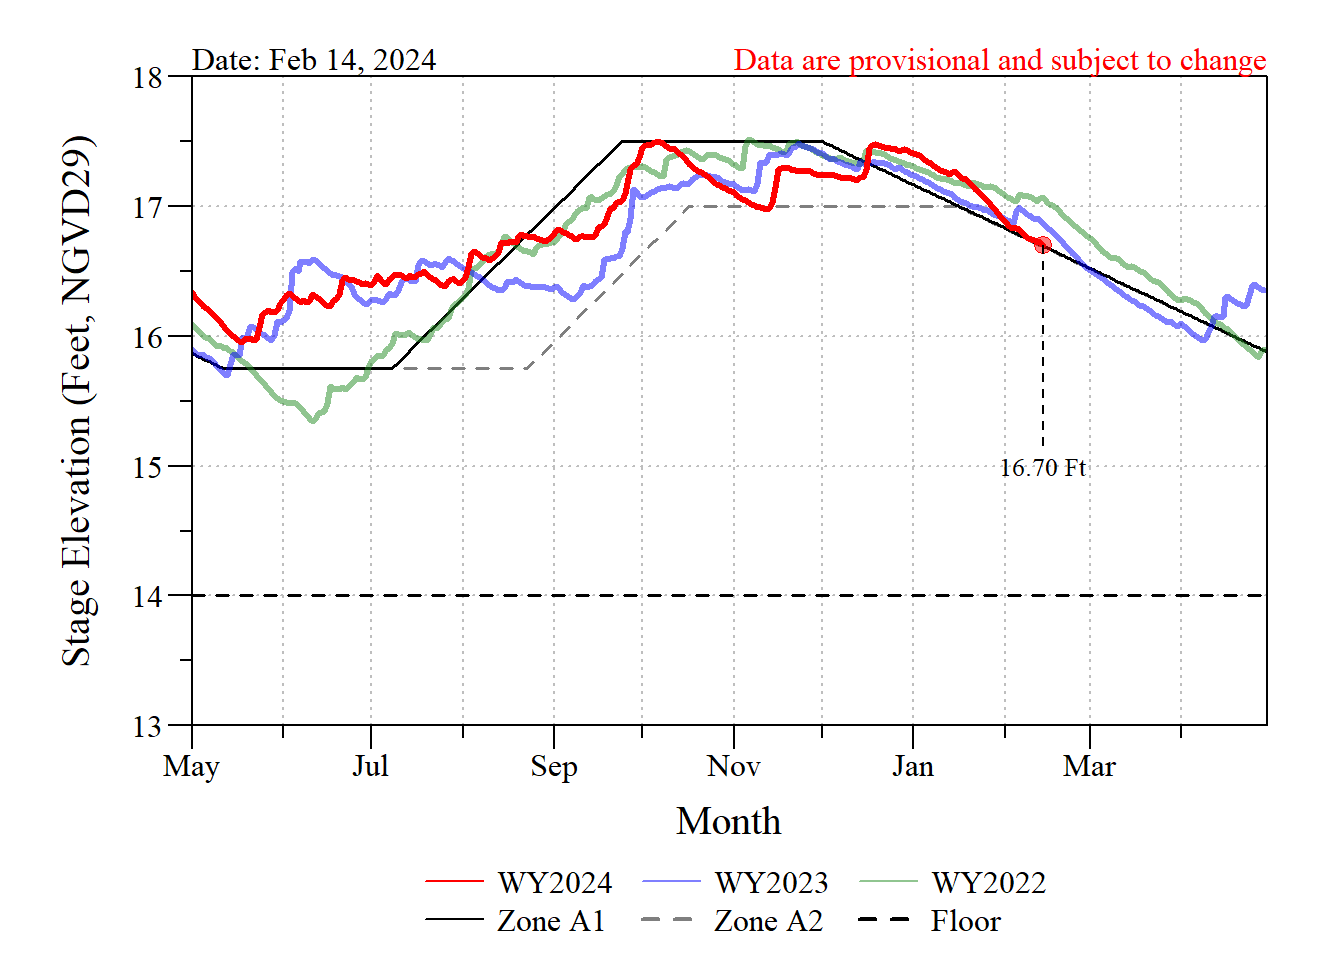 Date: Feb 14, 2024
Data are provisional and subject to change
18
17
16
15
14
13
Stage Elevation (Feet, NGVD29)
16.70 Ft
May Jul Sep Nov Jan Mar
Month
WY2024 WY2023 WY2022
Zone A1 Zone A2 Floor